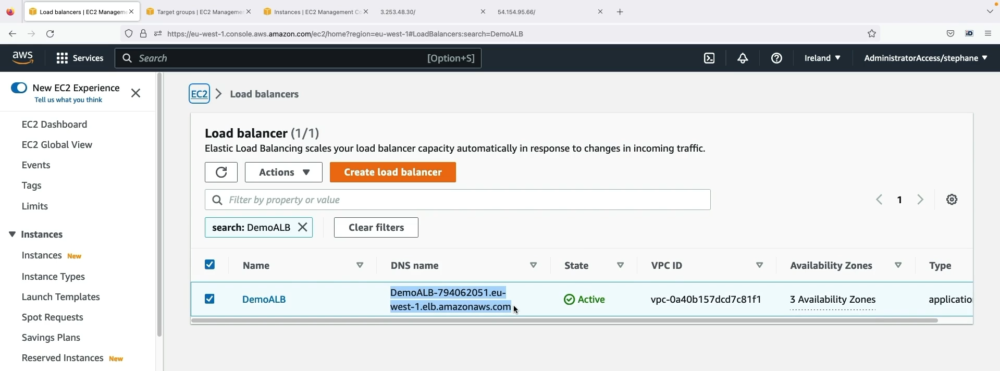 Load balancers | EC2 Manageme
Target groups | EC2 Managemen
Instances | EC2 Management Co
3.253.48.30/
54.154.95.66/
https://eu-west-1.console.aws.amazon.com/ec2/home?region=eu-west-1#LoadBalancers:search=DemoALB
iD
aws
Services
Search
[Option+S]
Ireland
AdministratorAccess/stephane
New EC2 Experience
Tell us what you think
EC2 Dashboard
EC2 Global View
Events
Tags
Limits
Instances
Instances New
Instance Types
Launch Templates
Spot Requests
Savings Plans
Reserved Instances New
EC2 > Load balancers
Load balancer (1/1)
Elastic Load Balancing scales your load balancer capacity automatically in response to changes in incoming traffic.
Actions
Create load balancer
Filter by property or value
1
search: DemoALB
Clear filters
Name
DNS name
State
VPC ID
Availability Zones
Type
DemoALB
DemoALB-794062051.eu-
west-1.elb.amazonaws.com
Active
vpc-0a40b157dcd7c81f1
3 Availability Zones
applicatio